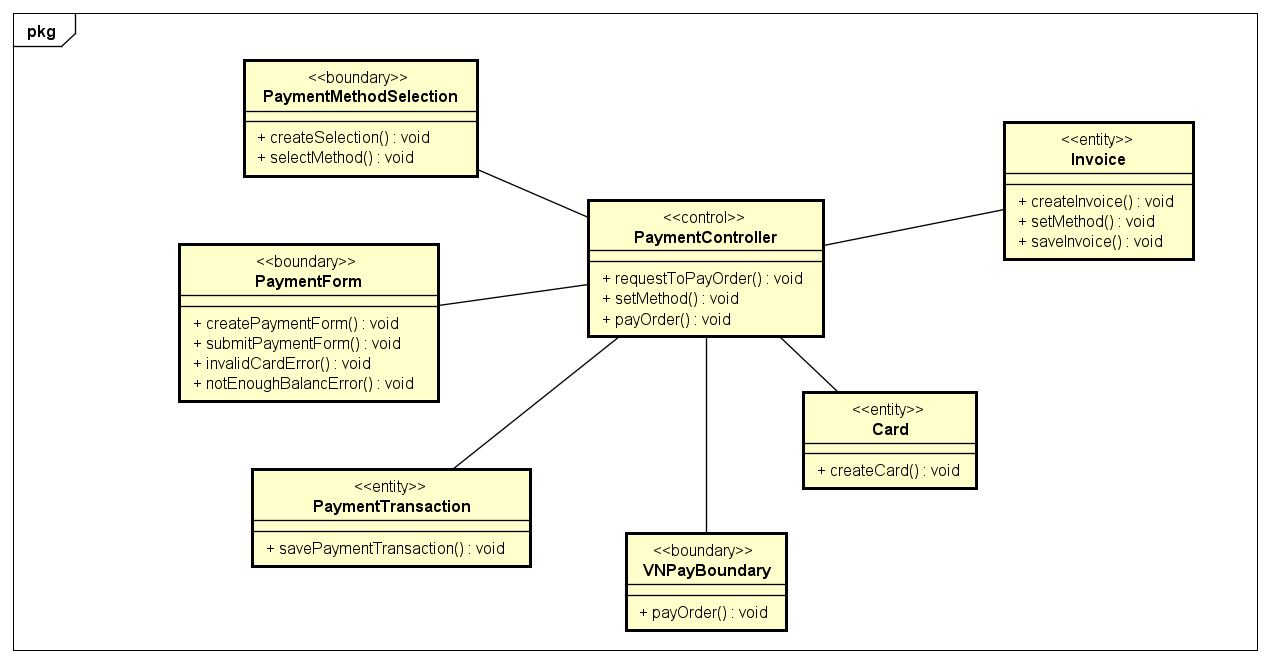 pkg
<<boundary>>
PaymentMethodSelection
+ createSelection() : void
+ selectMethod() : void
<<entity>>
Invoice
+ createInvoice() : void
+ setMethod() : void
+ saveInvoice() : void
<<control>>
PaymentController
+ requestToPayOrder() : void
+ setMethod() : void
+ payOrder() : void
<<boundary>>
PaymentForm
+ createPaymentForm() : void
+ submitPaymentForm() : void
+ invalidCardError() : void
+ notEnoughBalancError() : void
<<entity>>
Card
+ createCard() : void
<<entity>>
PaymentTransaction
+ savePaymentTransaction() : void
<<boundary>>
VNPayBoundary
+ payOrder() : void